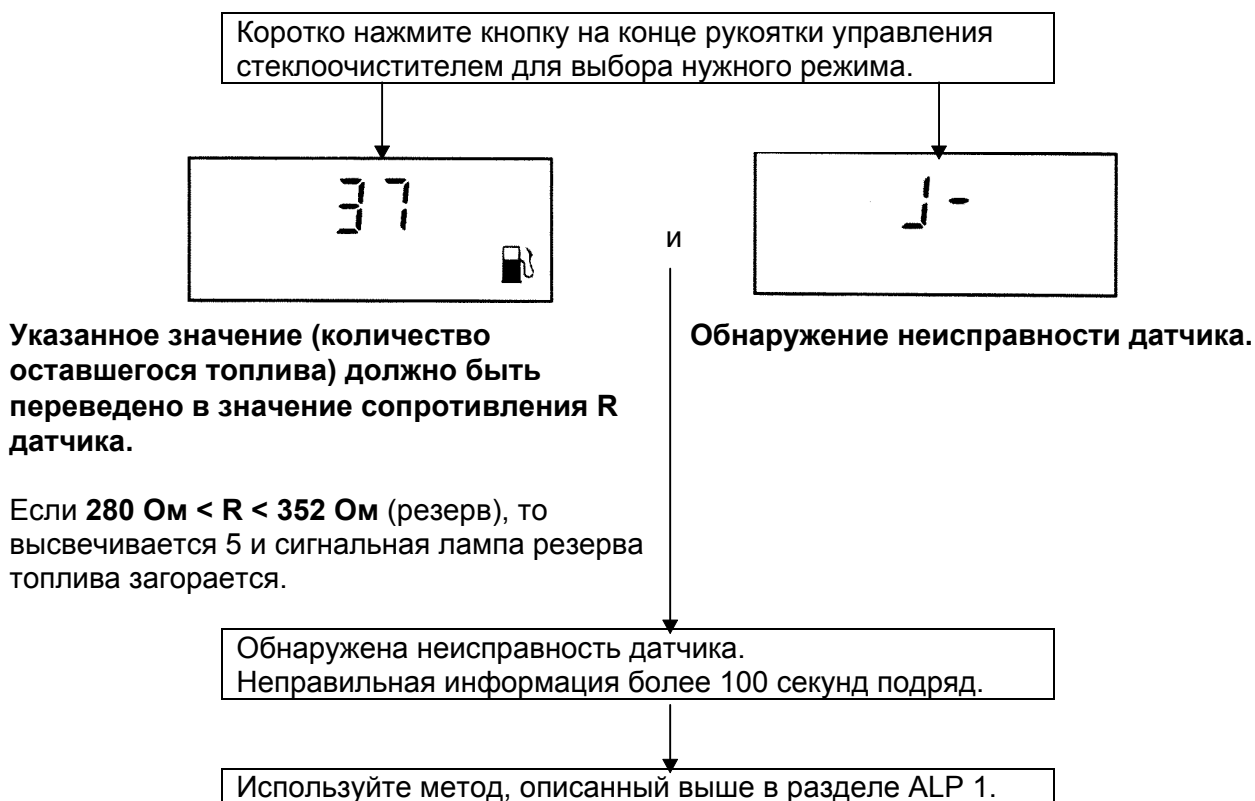 Коротко нажмите кнопку на конце рукоятки управления
стеклоочистителем для выбора нужного режима.
37
и
J-
Указанное значение (количество
оставшегося топлива) должно быть
переведено в значение сопротивления R
датчика.
Обнаружение неисправности датчика.
Если 280 Ом < R < 352 Ом (резерв), то
высвечивается 5 и сигнальная лампа резерва
топлива загорается.
Обнаружена неисправность датчика.
Неправильная информация более 100 секунд подряд.
Используйте метод, описанный выше в разделе ALP 1.